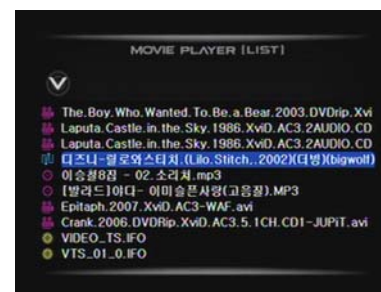 MOVIE PLAYER [LIST]
The.Boy.Who.Wanted.To.Be.a.Bear.2003.DVDrip.Xvi
Laputa.Castle.in.the.Sky.1986.XviD.AC3.2AUDIO.CD
Laputa.Castle.in.the.Sky.1986.XviD.AC3.2AUDIO.CD
디즈니-릴로와스티치.(Lilo.Stitch,.2002)(더빙)(bigwolf)
이승철8집 - 02.소리쳐.mp3
[발라드]야다- 이미슬픈사랑(고음질).MP3
Epitaph.2007.XviD.AC3-WAF.avi
Crank.2006.DVDRip.XviD.AC3.5.1CH.CD1-JUPiT.avi
VIDEO_TS.IFO
VTS_01_0.IFO